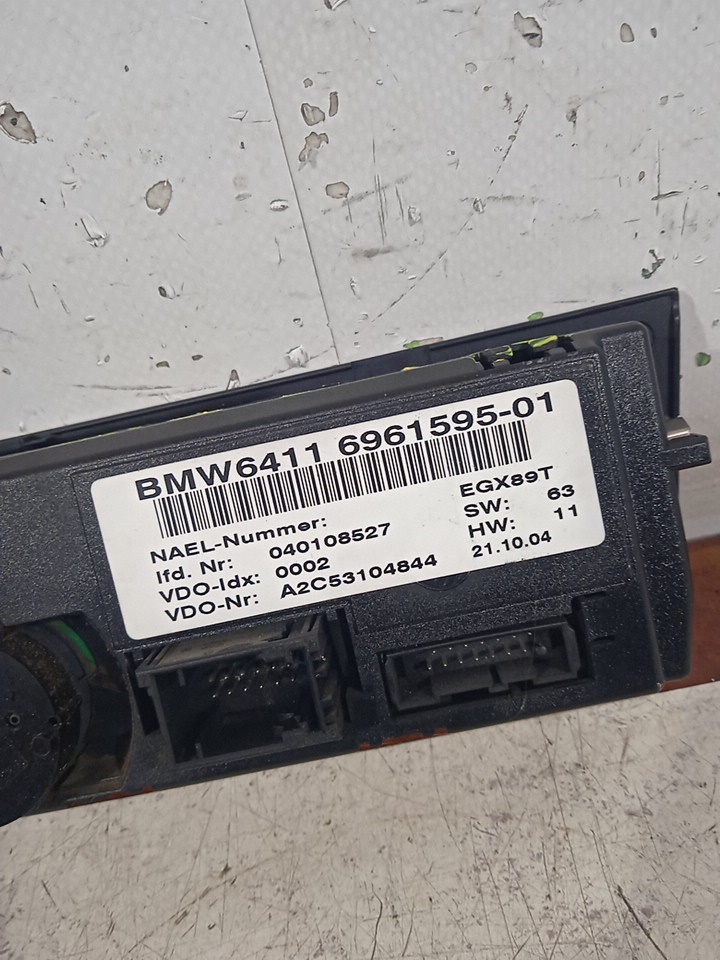 BMW6411 6961595-01
NAEL-Nummer: EGX89T
lfd. Nr: 040108527 SW: 63
VDO-Idx: 0002 HW: 11
VDO-Nr: A2C53104844 21.10.04